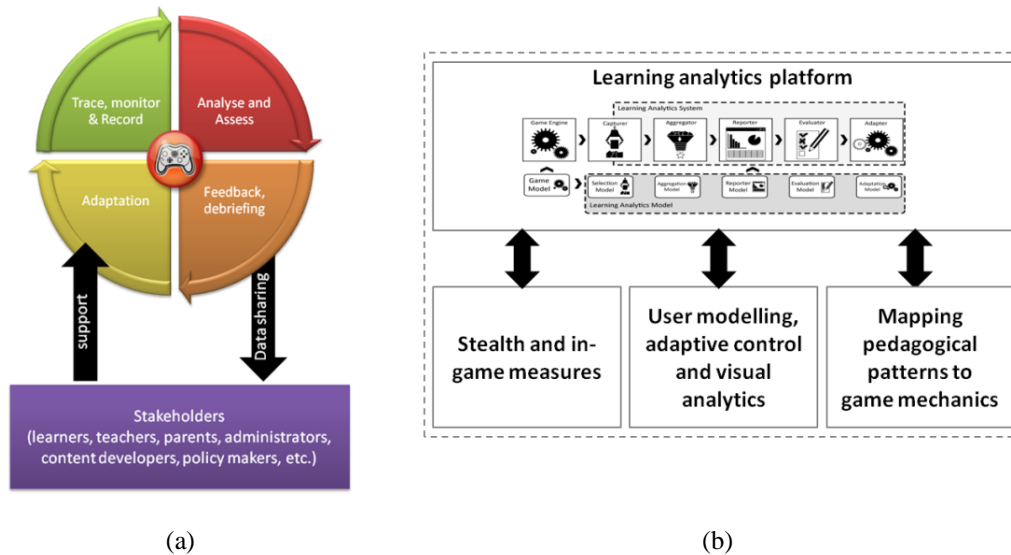 Trace, monitor
& Record
Analyse and
Assess
Adaptation
Feedback,
debriefing
support
Data sharing
Stakeholders
(learners, teachers, parents, administrators,
content developers, policy makers, etc.)
(a)
Learning analytics platform
Learning Analytics System
Game Engine
Capturer
Aggregator
Reporter
Evaluator
Adapter
Game
Model
Selection
Model
Aggregation
Model
Reporter
Model
Evaluation
Model
Adaptation
Model
Learning Analytics Model
Stealth and in-
game measures
User modelling,
adaptive control
and visual
analytics
Mapping
pedagogical
patterns to
game mechanics
(b)